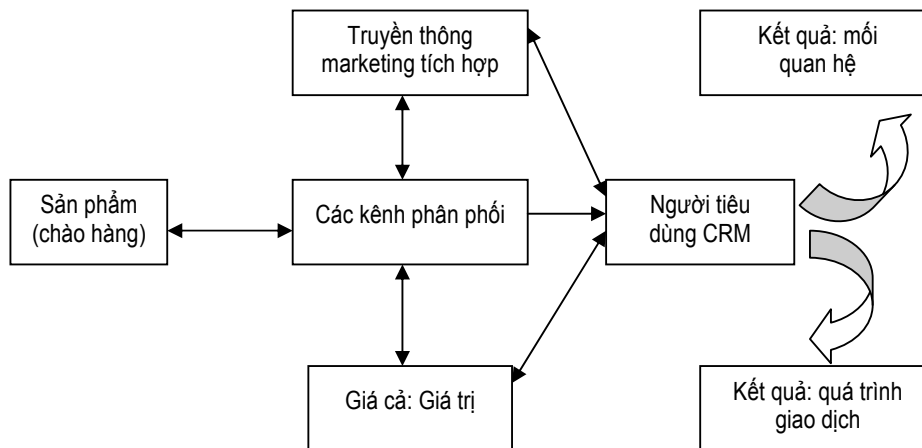 Truyền thông
marketing tích hợp
Kết quả: mối
quan hệ
Sản phẩm
(chào hàng)
Các kênh phân phối
Người tiêu
dùng CRM
Giá cả: Giá trị
Kết quả: quá trình
giao dịch